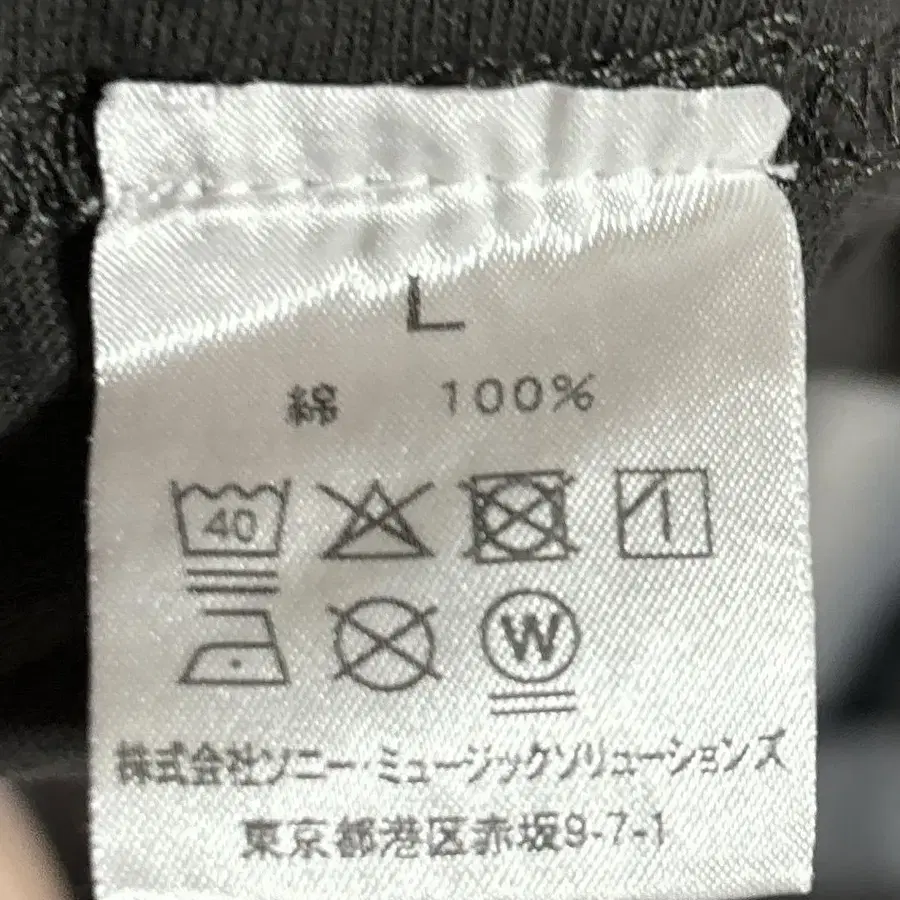 L
綿 100%
40
W
株式会社ソニー・ミュージックソリューションズ
東京都港区赤坂9-7-1